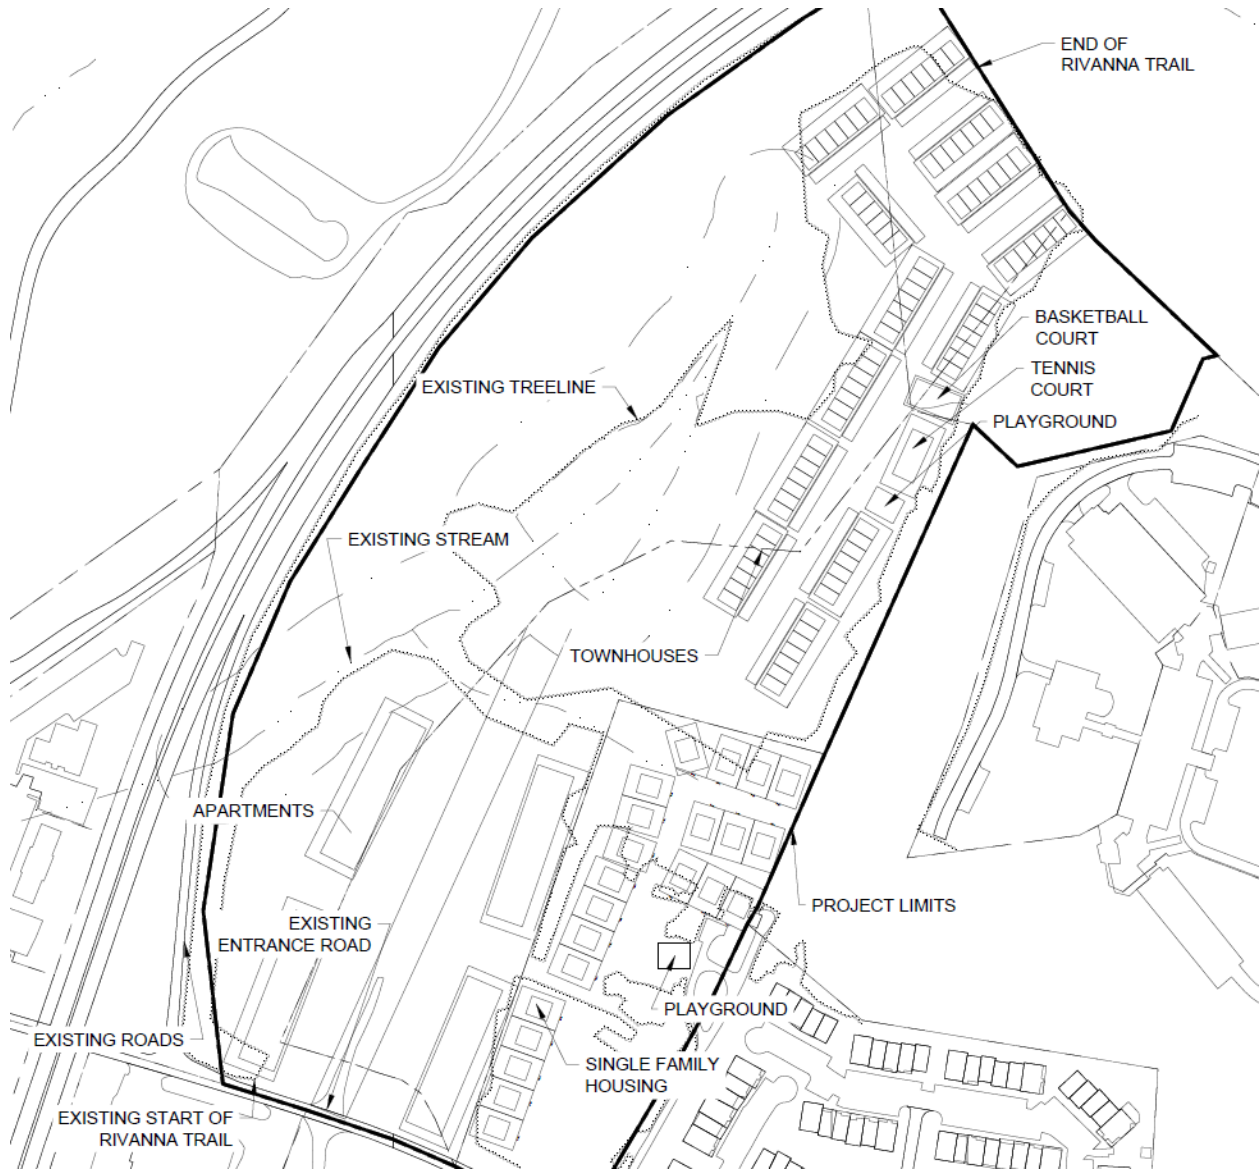 END OF
RIVANNA TRAIL
BASKETBALL
COURT
TENNIS
COURT
EXISTING TREELINE
PLAYGROUND
EXISTING STREAM
TOWNHOUSES
APARTMENTS
PROJECT LIMITS
EXISTING
ENTRANCE ROAD
PLAYGROUND
EXISTING ROADS
SINGLE FAMILY
HOUSING
EXISTING START OF
RIVANNA TRAIL